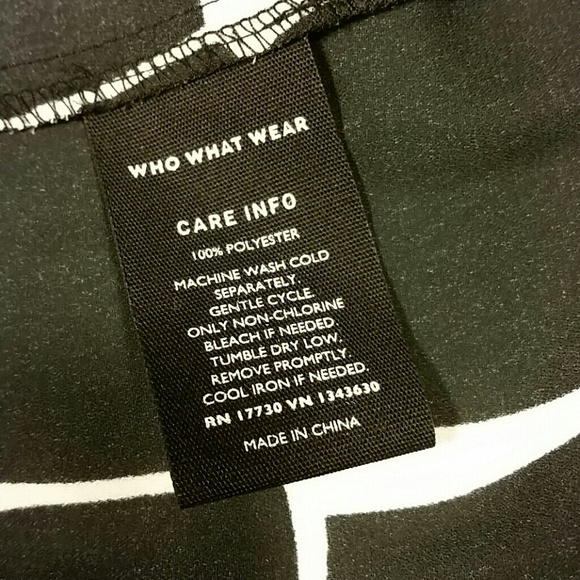 WHO WHAT WEAR
CARE INFO
100% POLYESTER
MACHINE WASH COLD
SEPARATELY.
GENTLE CYCLE.
ONLY NON-CHLORINE
BLEACH IF NEEDED.
TUMBLE DRY LOW.
REMOVE PROMPTLY.
COOL IRON IF NEEDED.
RN 17730 VN 1343630
MADE IN CHINA